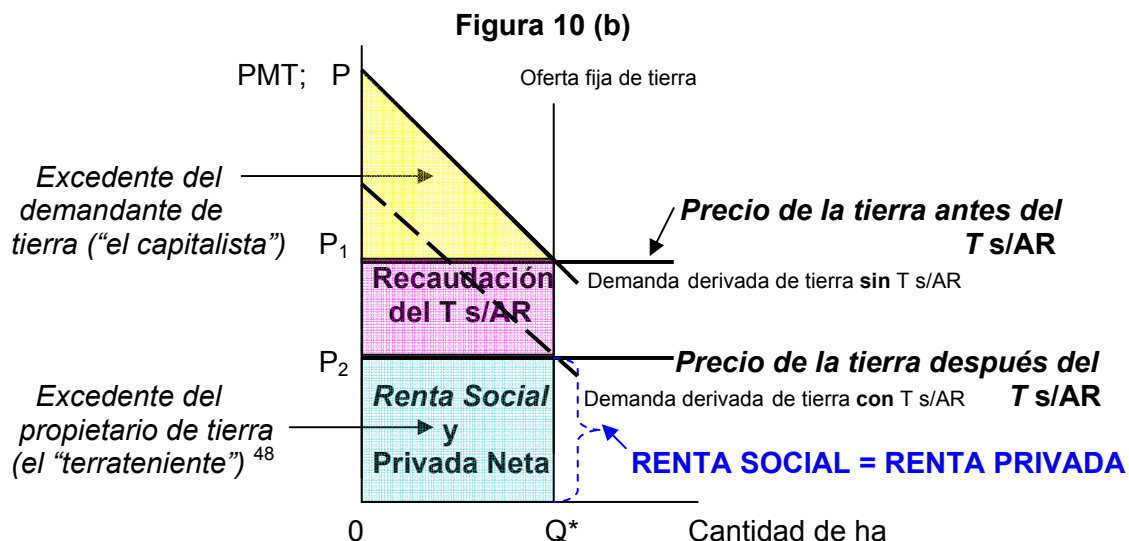 Figura 10 (b)
PMT; P
Oferta fija de tierra
Excedente del
demandante de
tierra (“el capitalista”)
Precio de la tierra antes del
T s/AR
P1
Recaudación
del T s/AR
Demanda derivada de tierra sin T s/AR
P2
Precio de la tierra después del
T s/AR
Excedente del
propietario de tierra
(el “terrateniente”) 48
Renta Social
y
Privada Neta
Demanda derivada de tierra con T s/AR
RENTA SOCIAL = RENTA PRIVADA
0
Q*
Cantidad de ha